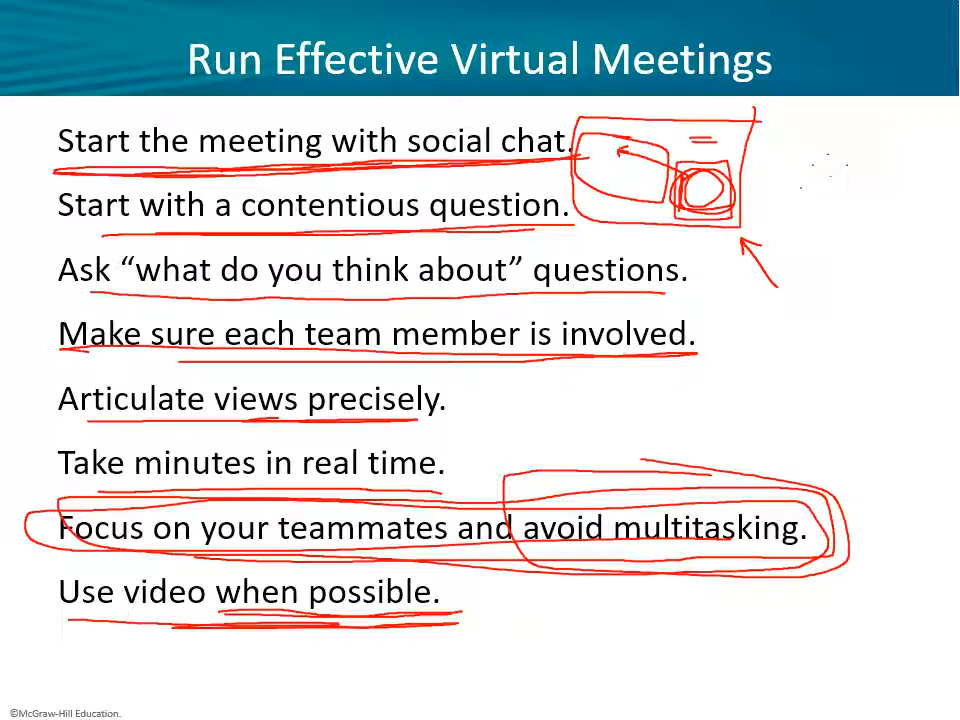 Run Effective Virtual Meetings
Start the meeting with social chat.
Start with a contentious question.
Ask “what do you think about” questions.
Make sure each team member is involved.
Articulate views precisely.
Take minutes in real time.
Focus on your teammates and avoid multitasking.
Use video when possible.
©McGraw-Hill Education.